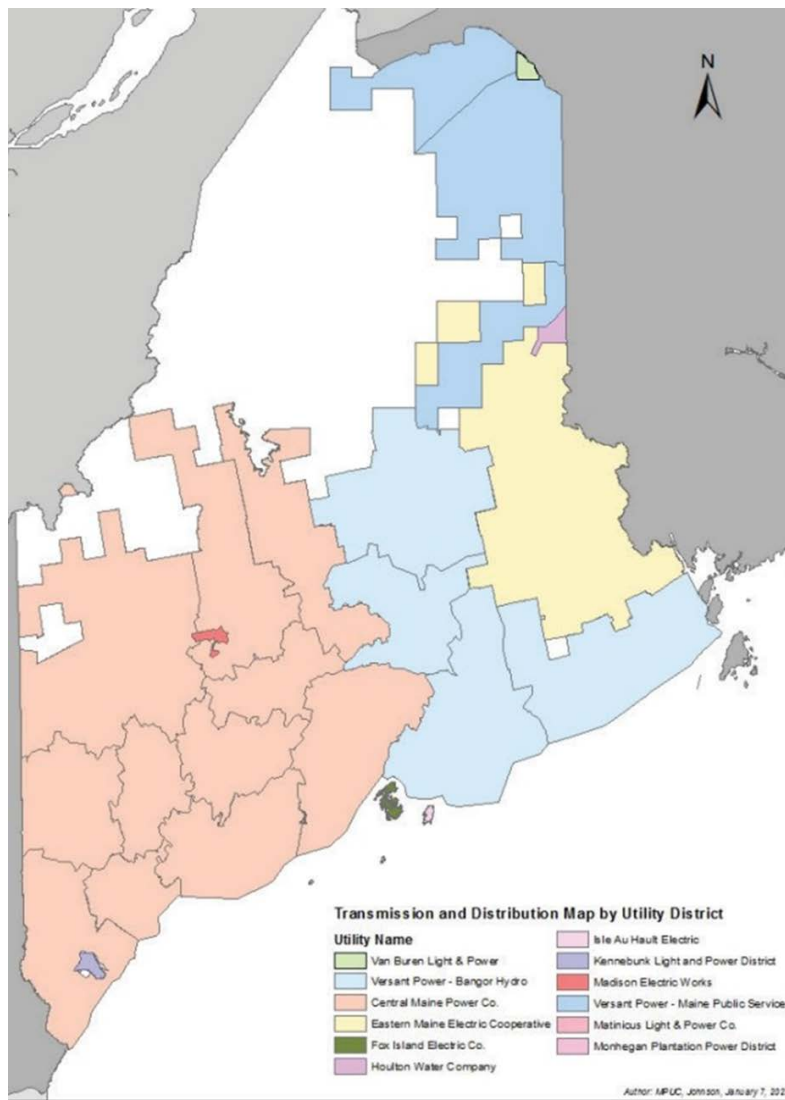 N
Transmission and Distribution Map by Utility District
Utility Name
Van Buren Light & Power
Versant Power - Bangor Hydro
Central Maine Power Co.
Eastern Maine Electric Cooperative
Fox Island Electric Co.
Houlton Water Company
Isle Au Hault Electric
Kennebunk Light and Power District
Madison Electric Works
Versant Power - Maine Public Service
Matinicus Light & Power Co.
Monhegan Plantation Power District
Author: MPUC, Johnson, January 7, 202